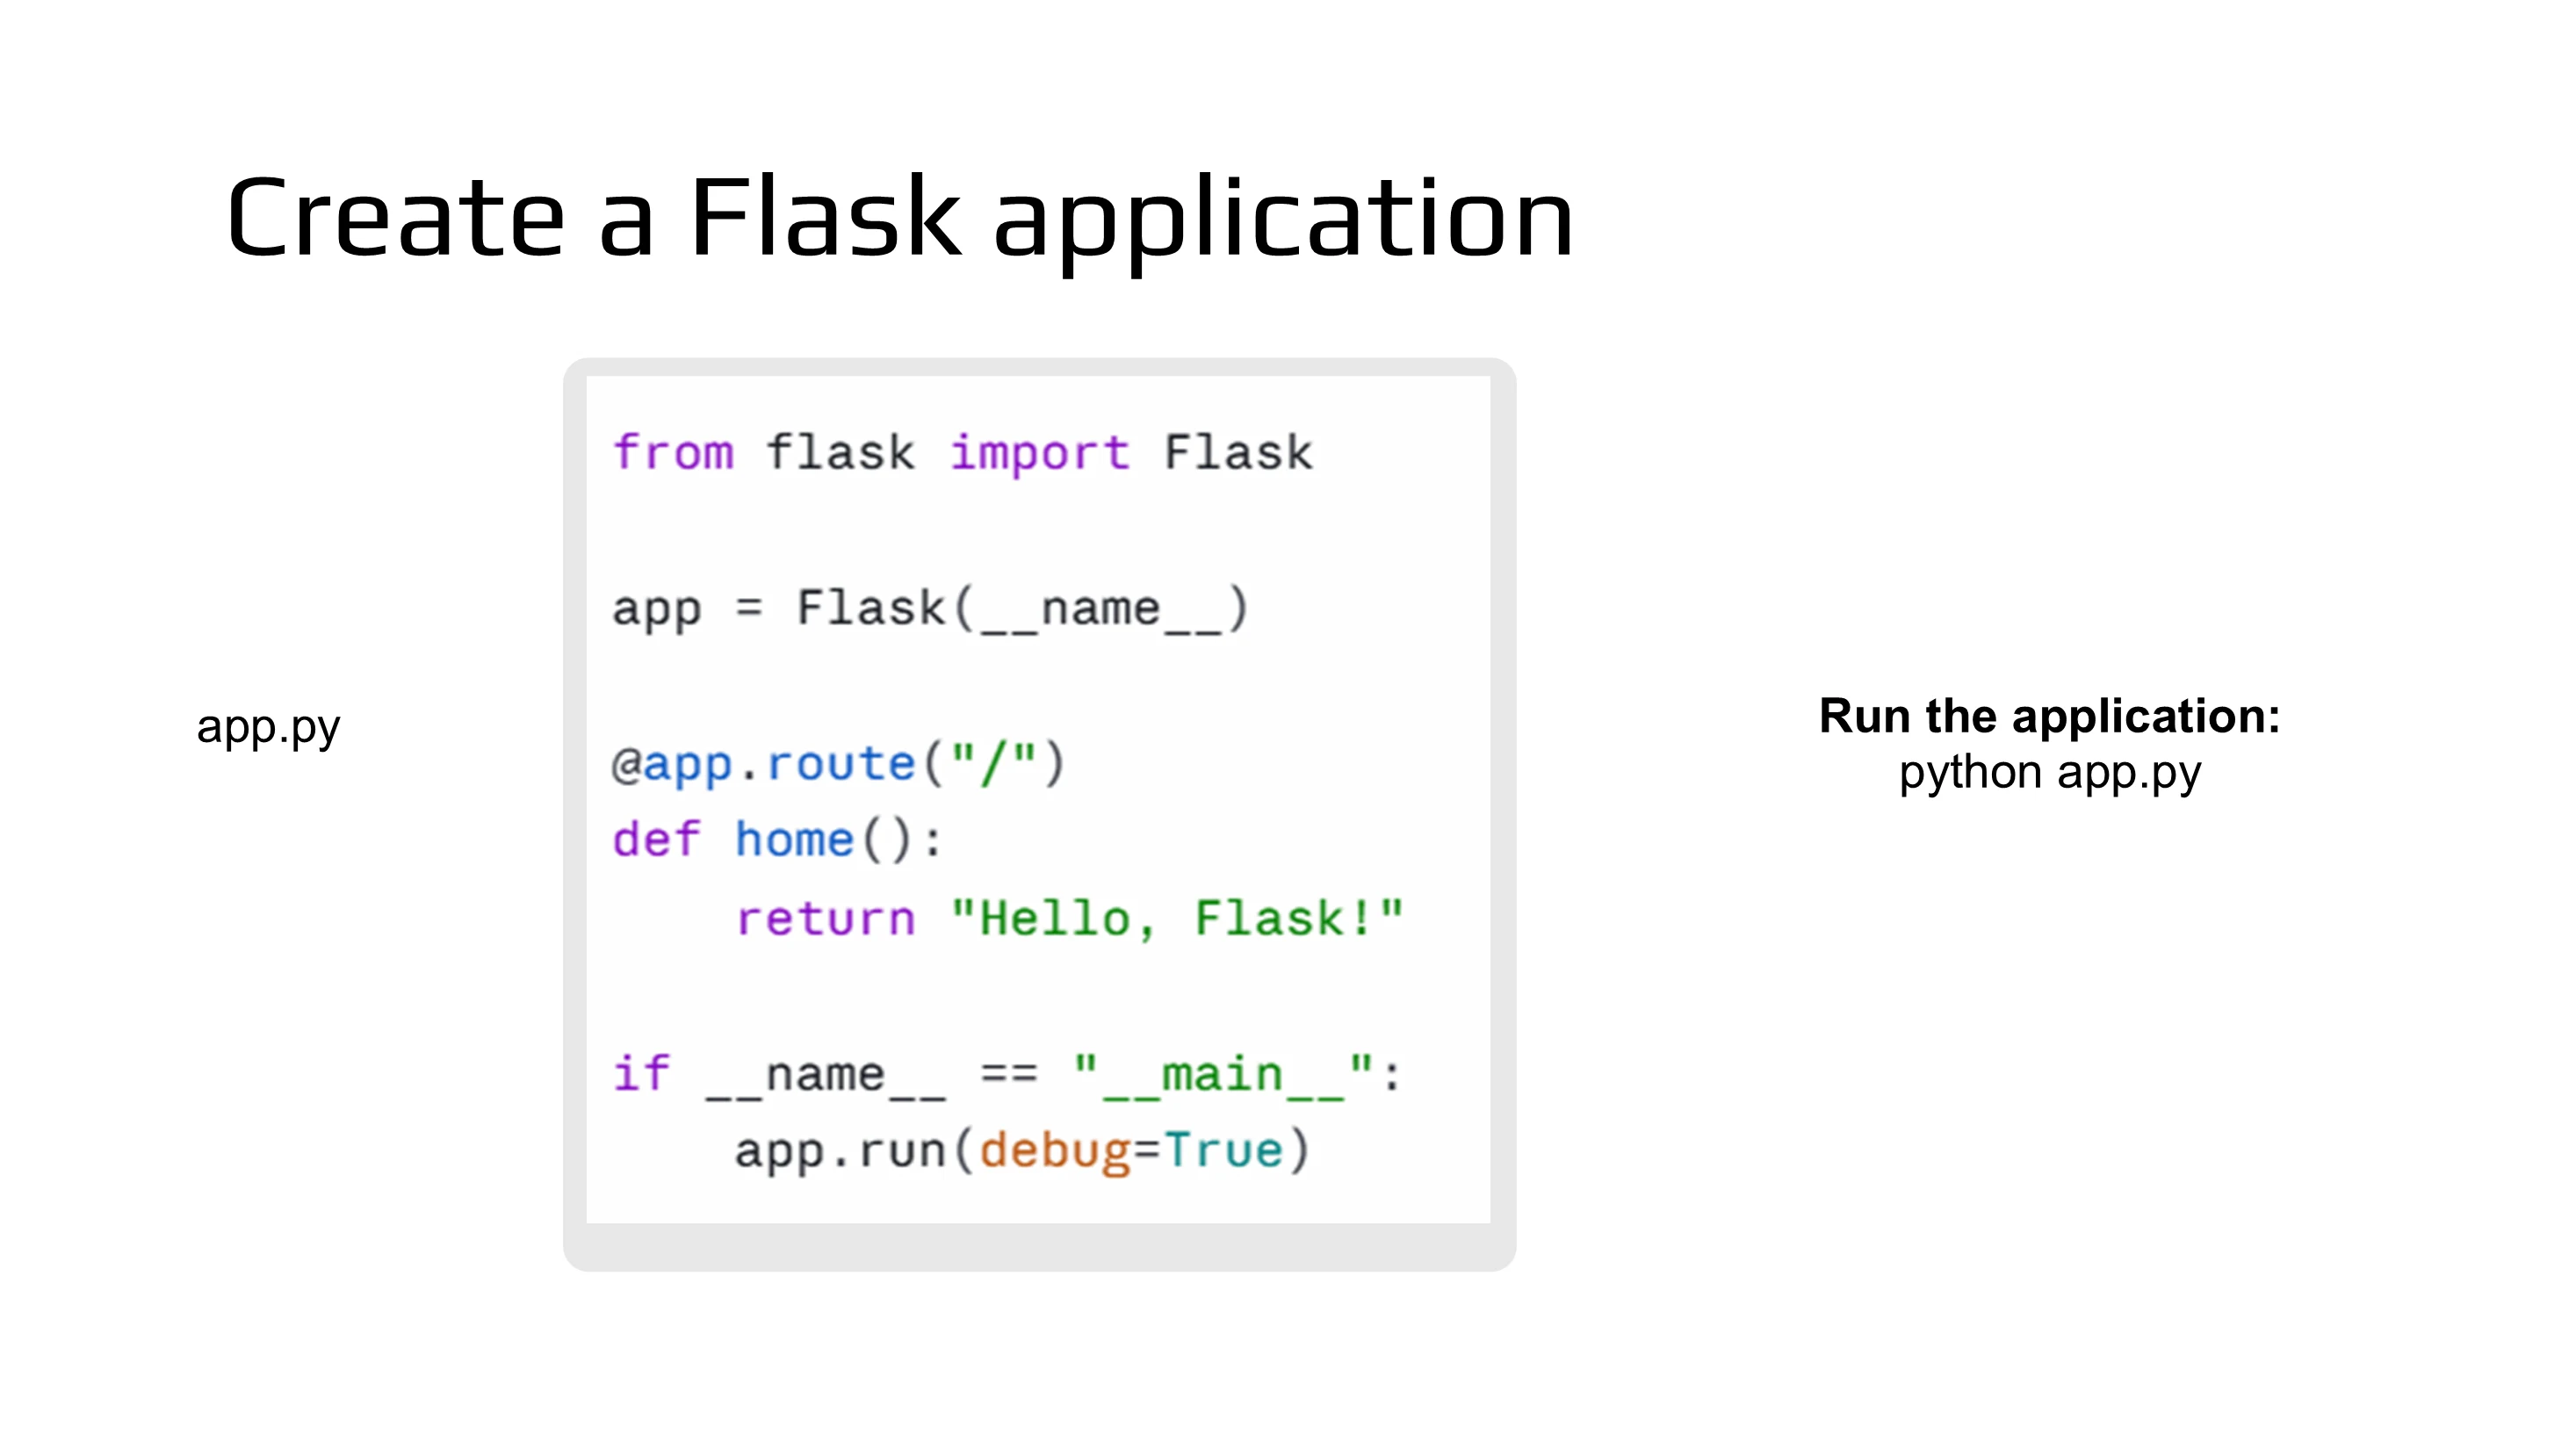 Create a Flask application
app.py
from flask import Flask
app = Flask(__name__)
@app.route("/")
def home():
    return "Hello, Flask!"
if __name__ == "__main__":
    app.run(debug=True)
Run the application:
python app.py